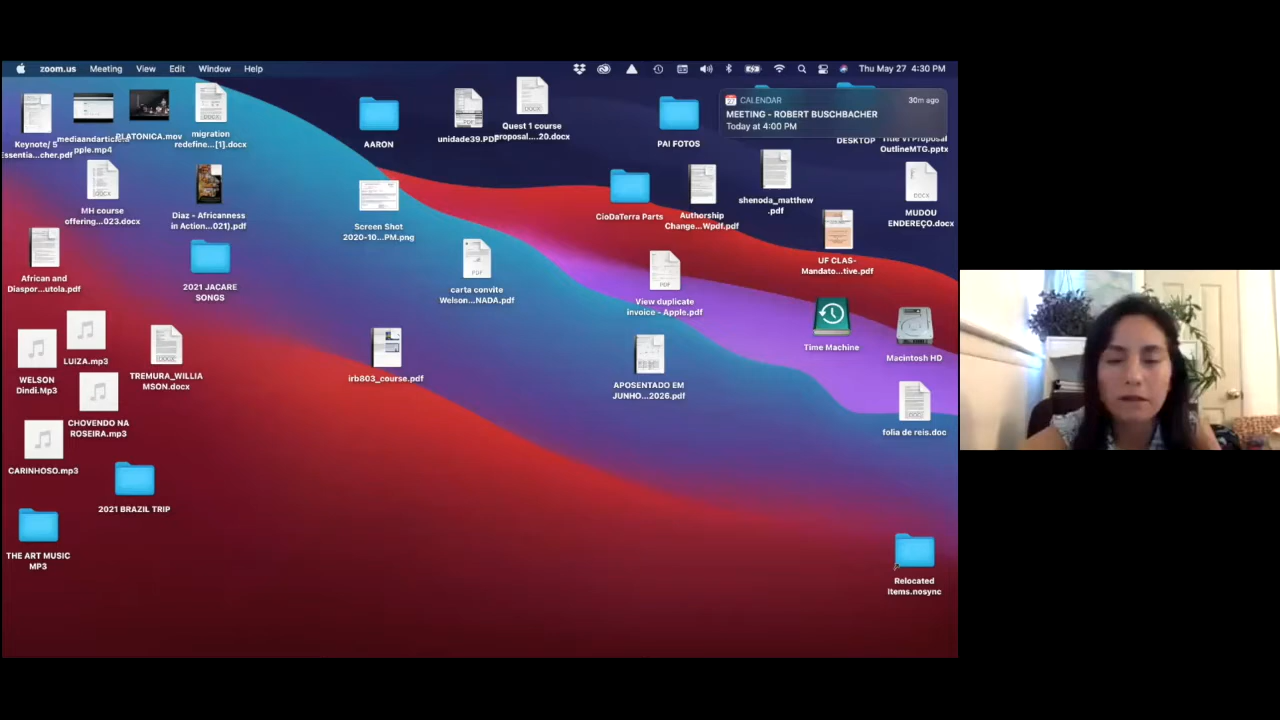 zoom.us Meeting View Edit Window Help Thu May 27 4:30 PM
CALENDAR 30m ago
MEETING - ROBERT BUSCHBACHER
Today at 4:00 PM
Keynote/ 5
Essentia...cher.pdf
mediaandartic
pple.mp4
PLATONICA.mov
migration
redefine...[1].docx
AARON
unidade39.PDF
Quest 1 course
proposal....20.docx
PAI FOTOS
DESKTOP
Title VI Proposal
OutlineMTG.pptx
MH course
offering...023.docx
Diaz - Africanness
in Action...021).pdf
Screen Shot
2020-10...PM.png
CioDaTerra Parts
Authorship
Change...Wpdf.pdf
shenoda_matthew
.pdf
MUDOU
ENDEREÇO.docx
African and
Diaspor...utola.pdf
2021 JACARE
SONGS
carta convite
Welson...NADA.pdf
View duplicate
invoice - Apple.pdf
UF CLAS-
Mandato...tive.pdf
Time Machine
Macintosh HD
WELSON
Dindi.Mp3
LUIZA.mp3
TREMURA_WILLIA
MSON.docx
irb803_course.pdf
APOSENTADO EM
JUNHO...2026.pdf
CHOVENDO NA
ROSEIRA.mp3
folia de reis.doc
CARINHOSO.mp3
2021 BRAZIL TRIP
THE ART MUSIC
MP3
Relocated
Items.nosync